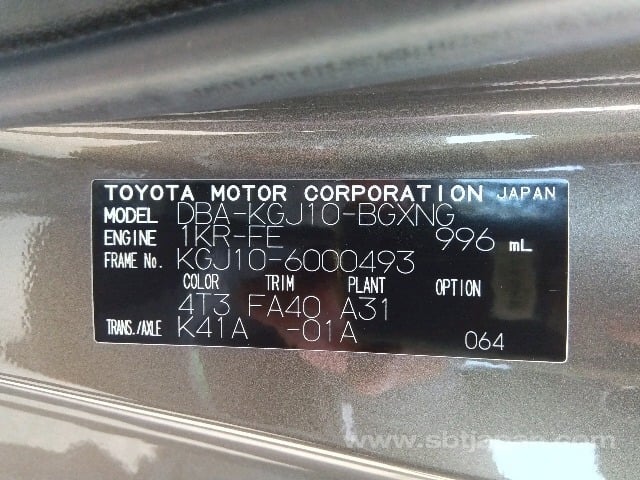 TOYOTA MOTOR CORPORATION JAPAN
MODEL DBA-KGJ10-BGXNG
ENGINE 1KR-FE 996 mL
FRAME No. KGJ10-6000493
COLOR TRIM PLANT OPTION
4T3 FA40 A31
TRANS./AXLE K41A -01A 064
www.sbtjapan.com